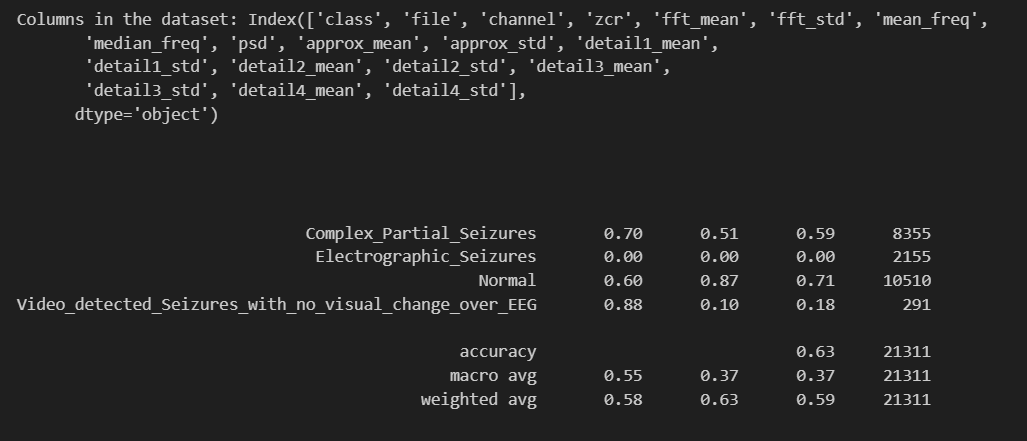 Columns in the dataset: Index(['class', 'file', 'channel', 'zcr', 'fft_mean', 'fft_std', 'mean_freq',
'median_freq', 'psd', 'approx_mean', 'approx_std', 'detail1_mean',
'detail1_std', 'detail2_mean', 'detail2_std', 'detail3_mean',
'detail3_std', 'detail4_mean', 'detail4_std'],
dtype='object')
Complex_Partial_Seizures 0.70 0.51 0.59 8355
Electrographic_Seizures 0.00 0.00 0.00 2155
Normal 0.60 0.87 0.71 10510
Video_detected_Seizures_with_no_visual_change_over_EEG 0.88 0.10 0.18 291
accuracy 0.63 21311
macro avg 0.55 0.37 0.37 21311
weighted avg 0.58 0.63 0.59 21311